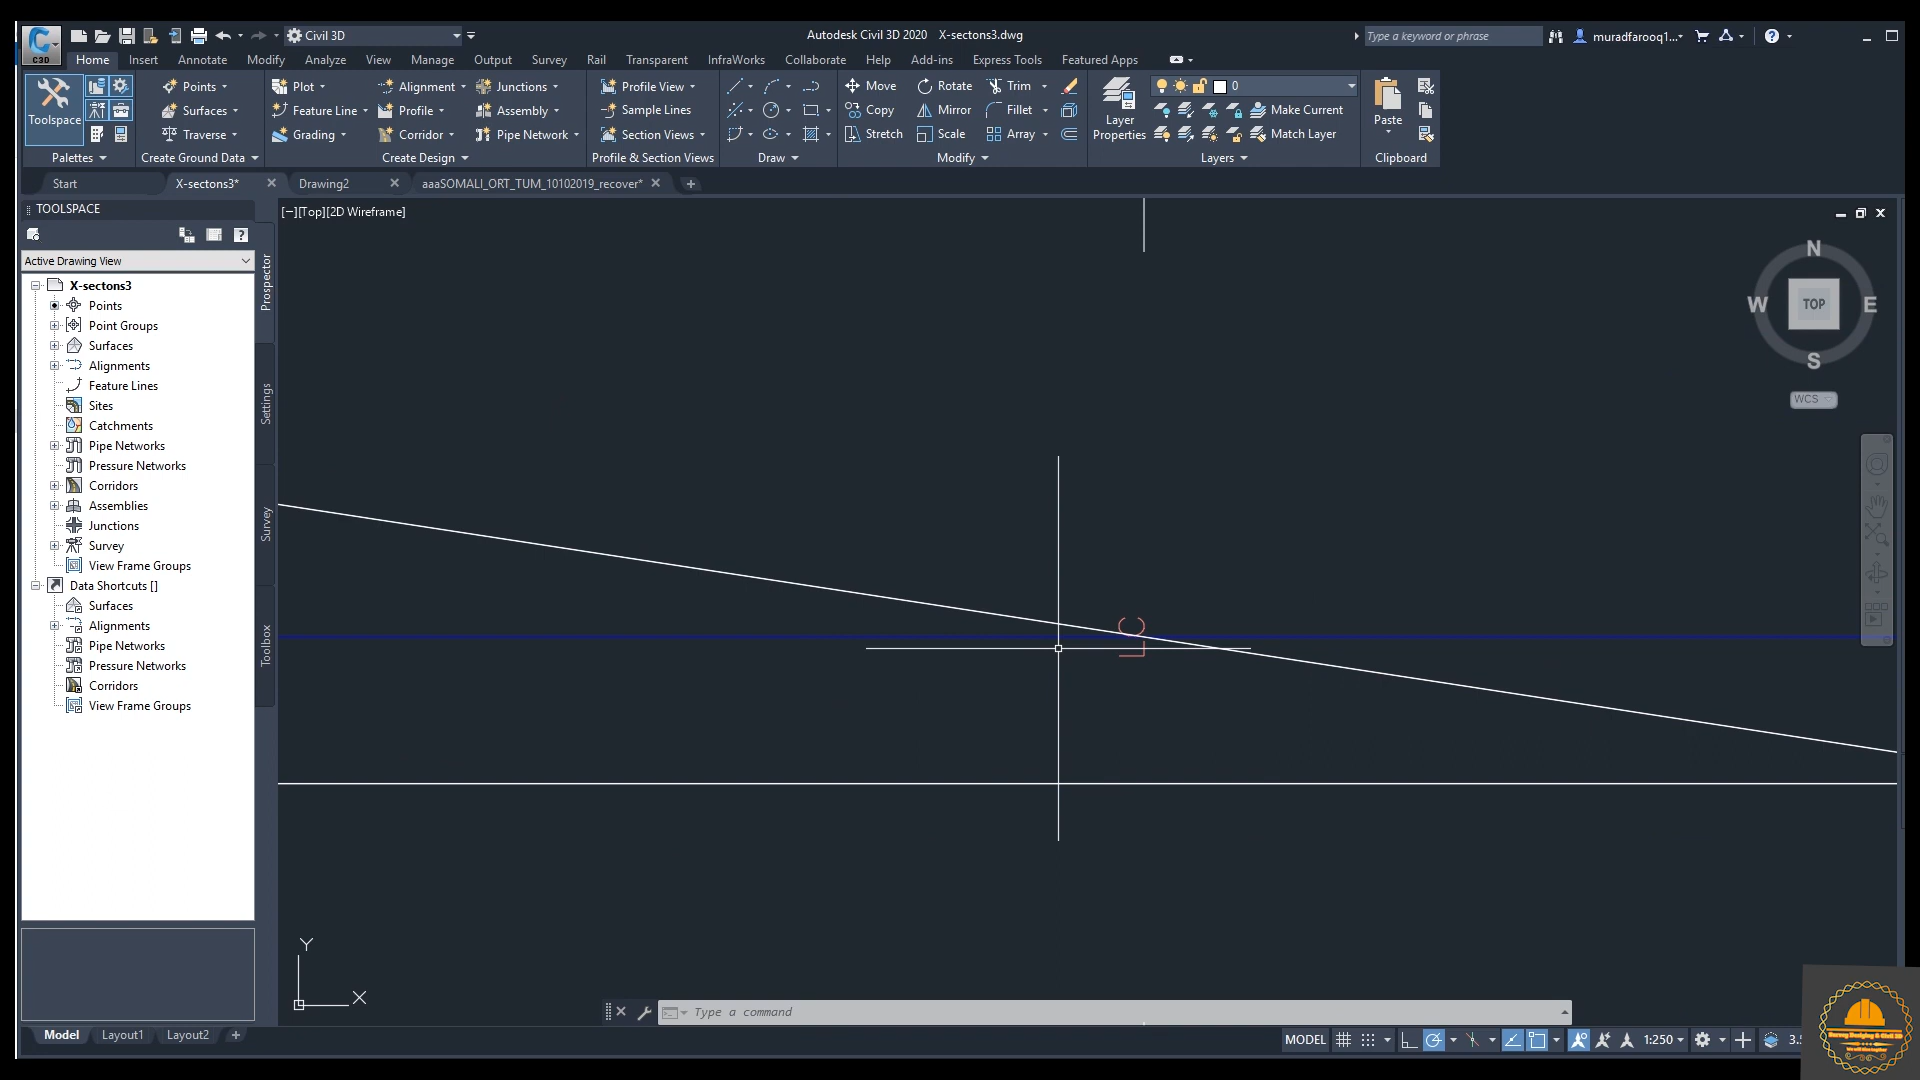 C3D
Civil 3D
Autodesk Civil 3D 2020 X-sectons3.dwg
Type a keyword or phrase
muradfarooq1...
Home Insert Annotate Modify Analyze View Manage Output Survey Rail Transparent InfraWorks Collaborate Help Add-ins Express Tools Featured Apps
Toolspace
Points
Surfaces
Traverse
Plot
Feature Line
Grading
Alignment
Profile
Corridor
Junctions
Assembly
Pipe Network
Profile View
Sample Lines
Section Views
Move
Copy
Stretch
Rotate
Mirror
Scale
Trim
Fillet
Array
Layer
Properties
0
Make Current
Match Layer
Paste
Palettes Create Ground Data Create Design Profile & Section Views Draw Modify Layers Clipboard
Start X-sectons3* Drawing2 aaaSOMALI_ORT_TUM_10102019_recover*
TOOLSPACE
Active Drawing View
X-sectons3
Points
Point Groups
Surfaces
Alignments
Feature Lines
Sites
Catchments
Pipe Networks
Pressure Networks
Corridors
Assemblies
Junctions
Survey
View Frame Groups
Data Shortcuts []
Surfaces
Alignments
Pipe Networks
Pressure Networks
Corridors
View Frame Groups
Prospector
Settings
Survey
Toolbox
[−][Top][2D Wireframe]
N
W TOP E
S
WCS
Y
X
Type a command
Model Layout1 Layout2
MODEL
1:250
3.5